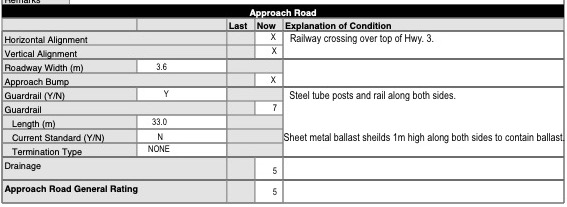 Remarks
Approach Road
Last Now Explanation of Condition
Horizontal Alignment X Railway crossing over top of Hwy. 3.
Vertical Alignment X
Roadway Width (m) 3.6
Approach Bump X
Guardrail (Y/N) Y Steel tube posts and rail along both sides.
Guardrail 7
Length (m) 33.0
Current Standard (Y/N) N Sheet metal ballast sheilds 1m high along both sides to contain ballast.
Termination Type NONE
Drainage 5
Approach Road General Rating 5